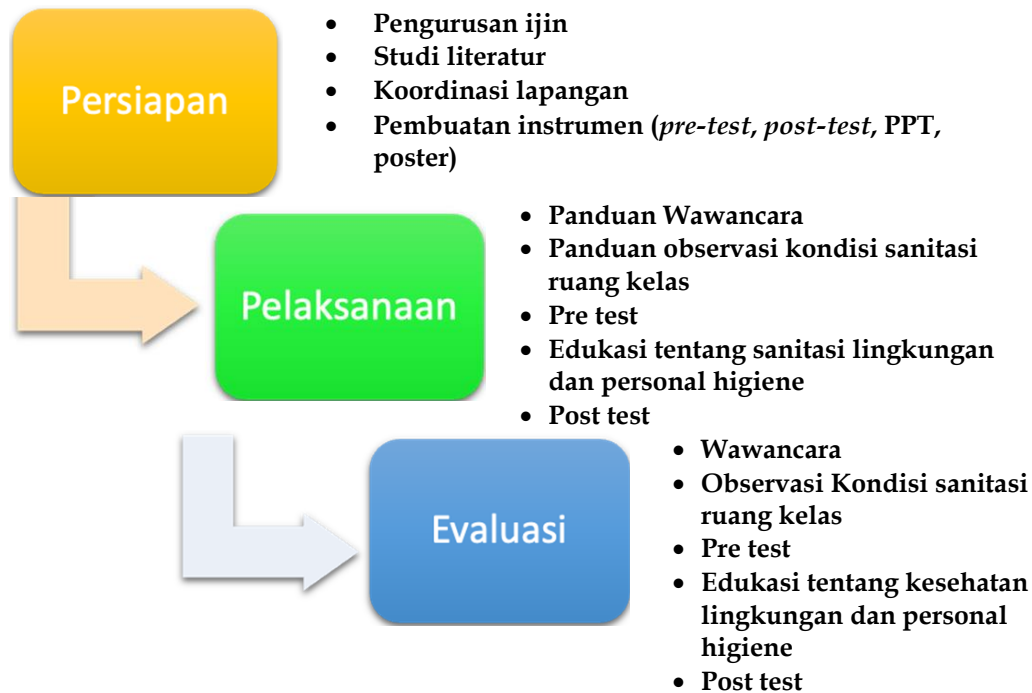 Persiapan
• Pengurusan ijin
• Studi literatur
• Koordinasi lapangan
• Pembuatan instrumen (pre-test, post-test, PPT,
poster)
Pelaksanaan
• Panduan Wawancara
• Panduan observasi kondisi sanitasi
ruang kelas
• Pre test
• Edukasi tentang sanitasi lingkungan
dan personal higiene
• Post test
Evaluasi
• Wawancara
• Observasi Kondisi sanitasi
ruang kelas
• Pre test
• Edukasi tentang kesehatan
lingkungan dan personal
higiene
• Post test